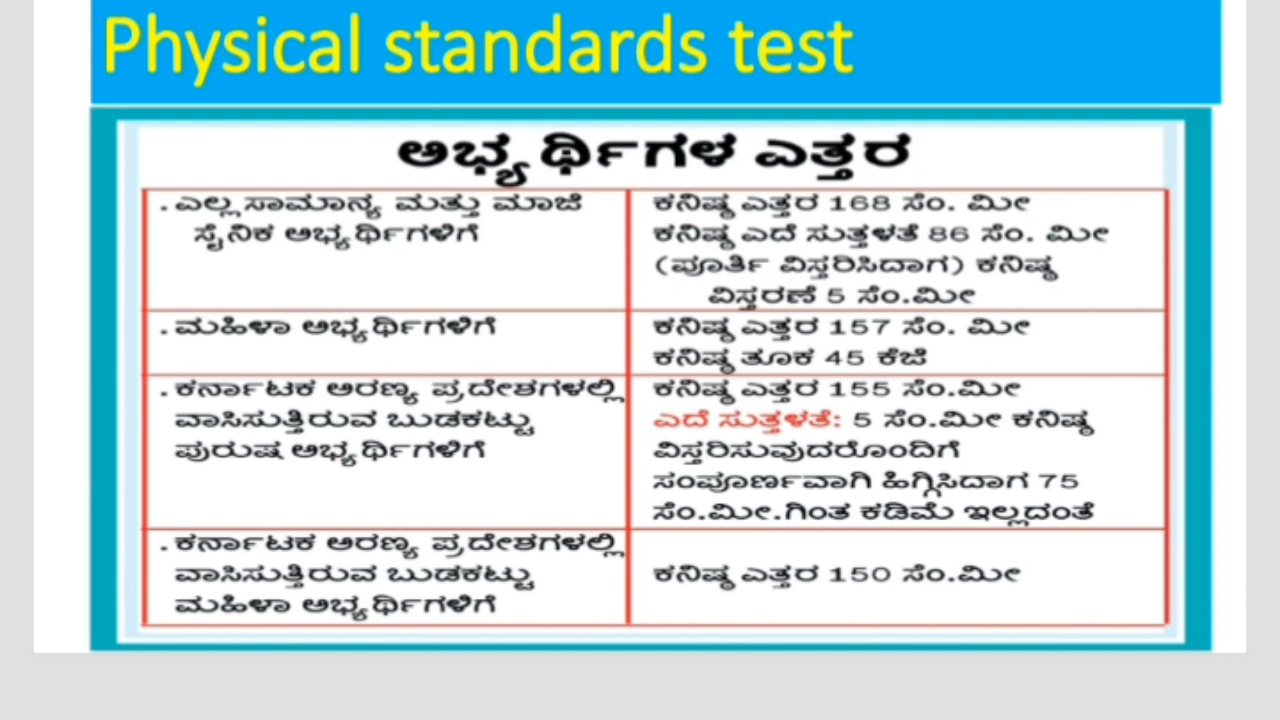 Physical standards test
ಅಭ್ಯರ್ಥಿಗಳ ಎತ್ತರ
. ಎಲ್ಲ ಸಾಮಾನ್ಯ ಮತ್ತು ಮಾಜಿ
ಸೈನಿಕ ಅಭ್ಯರ್ಥಿಗಳಿಗೆ
ಕನಿಷ್ಠ ಎತ್ತರ 168 ಸೆಂ. ಮೀ
ಕನಿಷ್ಠ ಎದೆ ಸುತ್ತಳತೆ 86 ಸೆಂ. ಮೀ
(ಪೂರ್ತಿ ವಿಸ್ತರಿಸಿದಾಗ) ಕನಿಷ್ಠ
ವಿಸ್ತರಣೆ 5 ಸೆಂ.ಮೀ
. ಮಹಿಳಾ ಅಭ್ಯರ್ಥಿಗಳಿಗೆ
ಕನಿಷ್ಠ ಎತ್ತರ 157 ಸೆಂ. ಮೀ
ಕನಿಷ್ಠ ತೂಕ 45 ಕೆಜಿ
. ಕರ್ನಾಟಕ ಅರಣ್ಯ ಪ್ರದೇಶಗಳಲ್ಲಿ
ವಾಸಿಸುತ್ತಿರುವ ಬುಡಕಟ್ಟು
ಪುರುಷ ಅಭ್ಯರ್ಥಿಗಳಿಗೆ
ಕನಿಷ್ಠ ಎತ್ತರ 155 ಸೆಂ.ಮೀ
ಎದೆ ಸುತ್ತಳತೆ: 5 ಸೆಂ.ಮೀ ಕನಿಷ್ಠ
ವಿಸ್ತರಿಸುವುದರೊಂದಿಗೆ
ಸಂಪೂರ್ಣವಾಗಿ ಹಿಗ್ಗಿಸಿದಾಗ 75
ಸೆಂ.ಮೀ.ಗಿಂತ ಕಡಿಮೆ ಇಲ್ಲದಂತೆ
. ಕರ್ನಾಟಕ ಅರಣ್ಯ ಪ್ರದೇಶಗಳಲ್ಲಿ
ವಾಸಿಸುತ್ತಿರುವ ಬುಡಕಟ್ಟು
ಮಹಿಳಾ ಅಭ್ಯರ್ಥಿಗಳಿಗೆ
ಕನಿಷ್ಠ ಎತ್ತರ 150 ಸೆಂ.ಮೀ